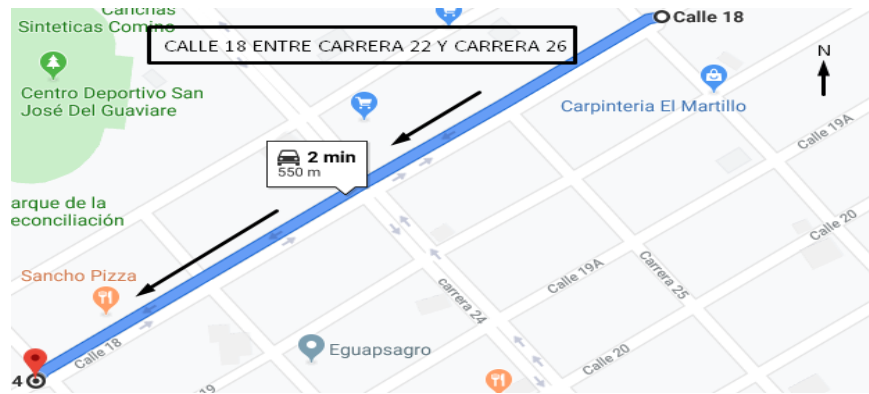 Canchas
Sinteticas Comino
CALLE 18 ENTRE CARRERA 22 Y CARRERA 26
Calle 18
N
Centro Deportivo San
José Del Guaviare
Carpinteria El Martillo
Calle 19A
2 min
550 m
arque de la
econciliación
Calle 20
Sancho Pizza
Calle 19A
Carrera 25
carrera 24
Eguapsagro
Calle 18
Calle 20
4
19